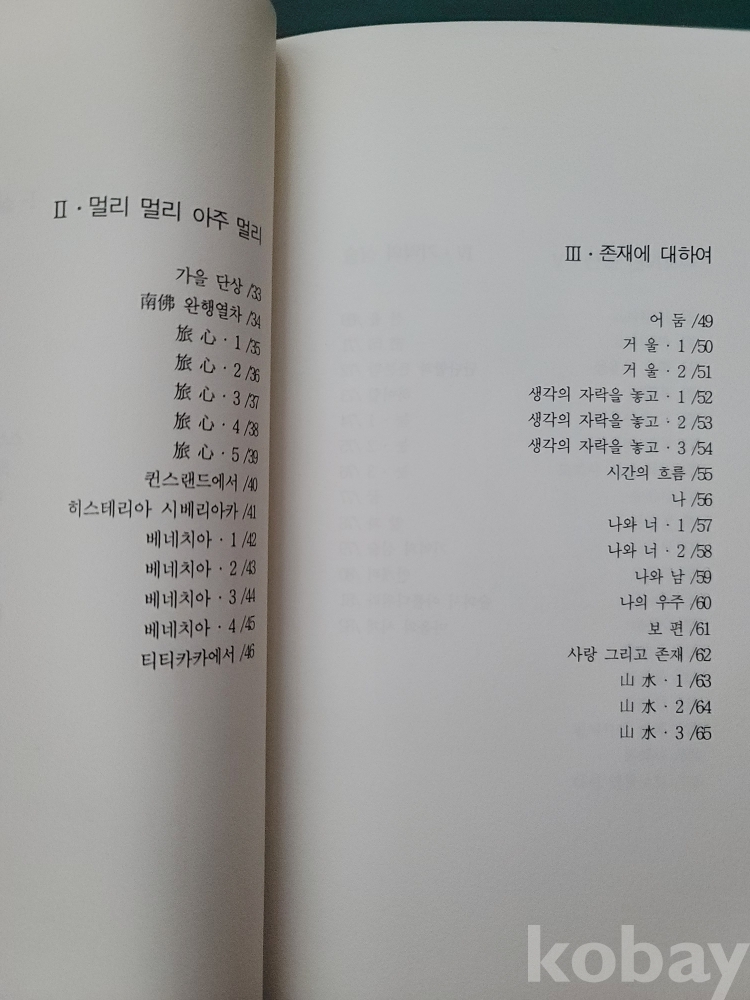 Ⅱ · 멀리 멀리 아주 멀리
가을 단상 /33
南佛 완행열차 /34
旅 心 · 1 /35
旅 心 · 2 /36
旅 心 · 3 /37
旅 心 · 4 /38
旅 心 · 5 /39
퀸스랜드에서 /40
히스테리아 시베리아카 /41
베네치아 · 1 /42
베네치아 · 2 /43
베네치아 · 3 /44
베네치아 · 4 /45
티티카카에서 /46
Ⅲ · 존재에 대하여
어 둠 /49
거 울 · 1 /50
거 울 · 2 /51
생각의 자락을 놓고 · 1 /52
생각의 자락을 놓고 · 2 /53
생각의 자락을 놓고 · 3 /54
시간의 흐름 /55
나 /56
나와 너 · 1 /57
나와 너 · 2 /58
나와 남 /59
나의 우주 /60
보 편 /61
사랑 그리고 존재 /62
山 水 · 1 /63
山 水 · 2 /64
山 水 · 3 /65
kobay